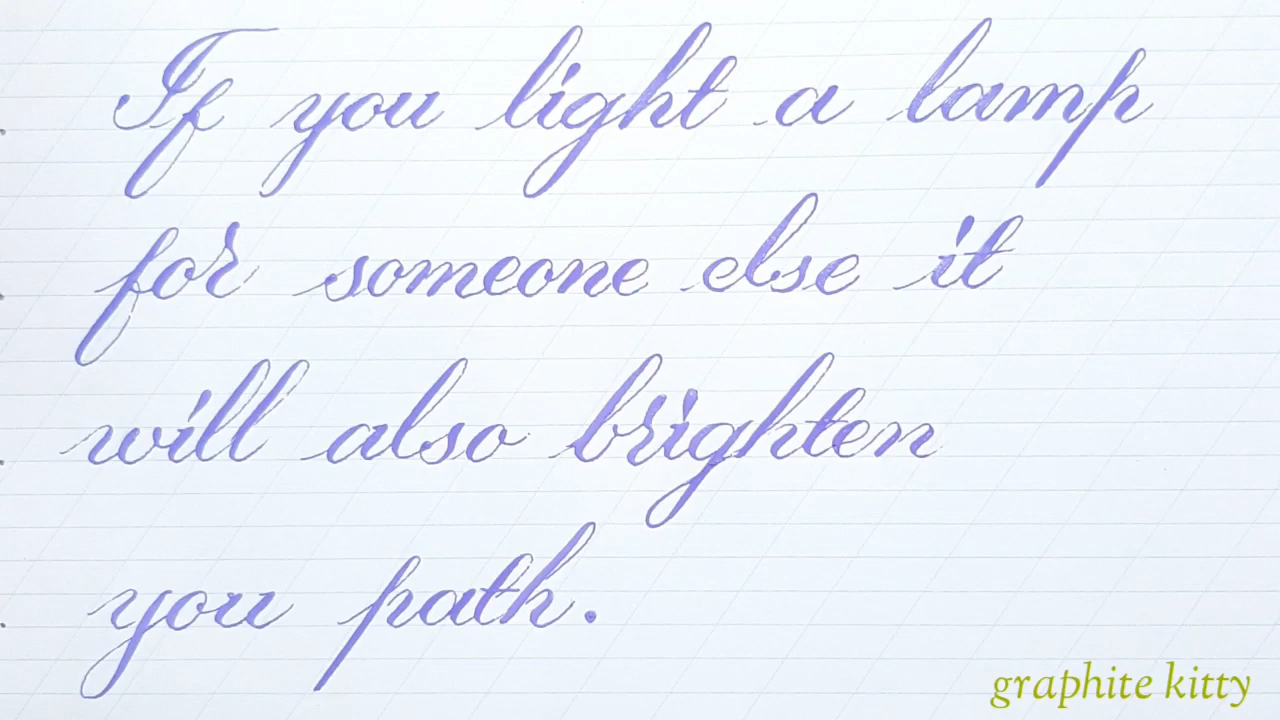 If you light a lamp
for someone else it
will also brighten
you path.
graphite kitty